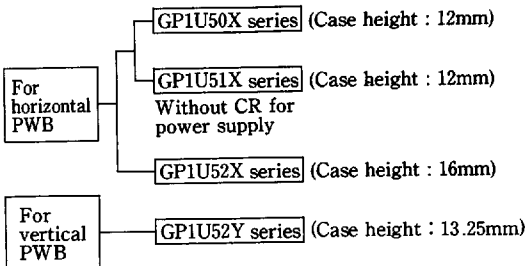 GP1U50X series (Case height : 12mm)
For
horizontal
PWB
GP1U51X series (Case height : 12mm)
Without CR for
power supply
GP1U52X series (Case height : 16mm)
For
vertical
PWB
GP1U52Y series (Case height : 13.25mm)